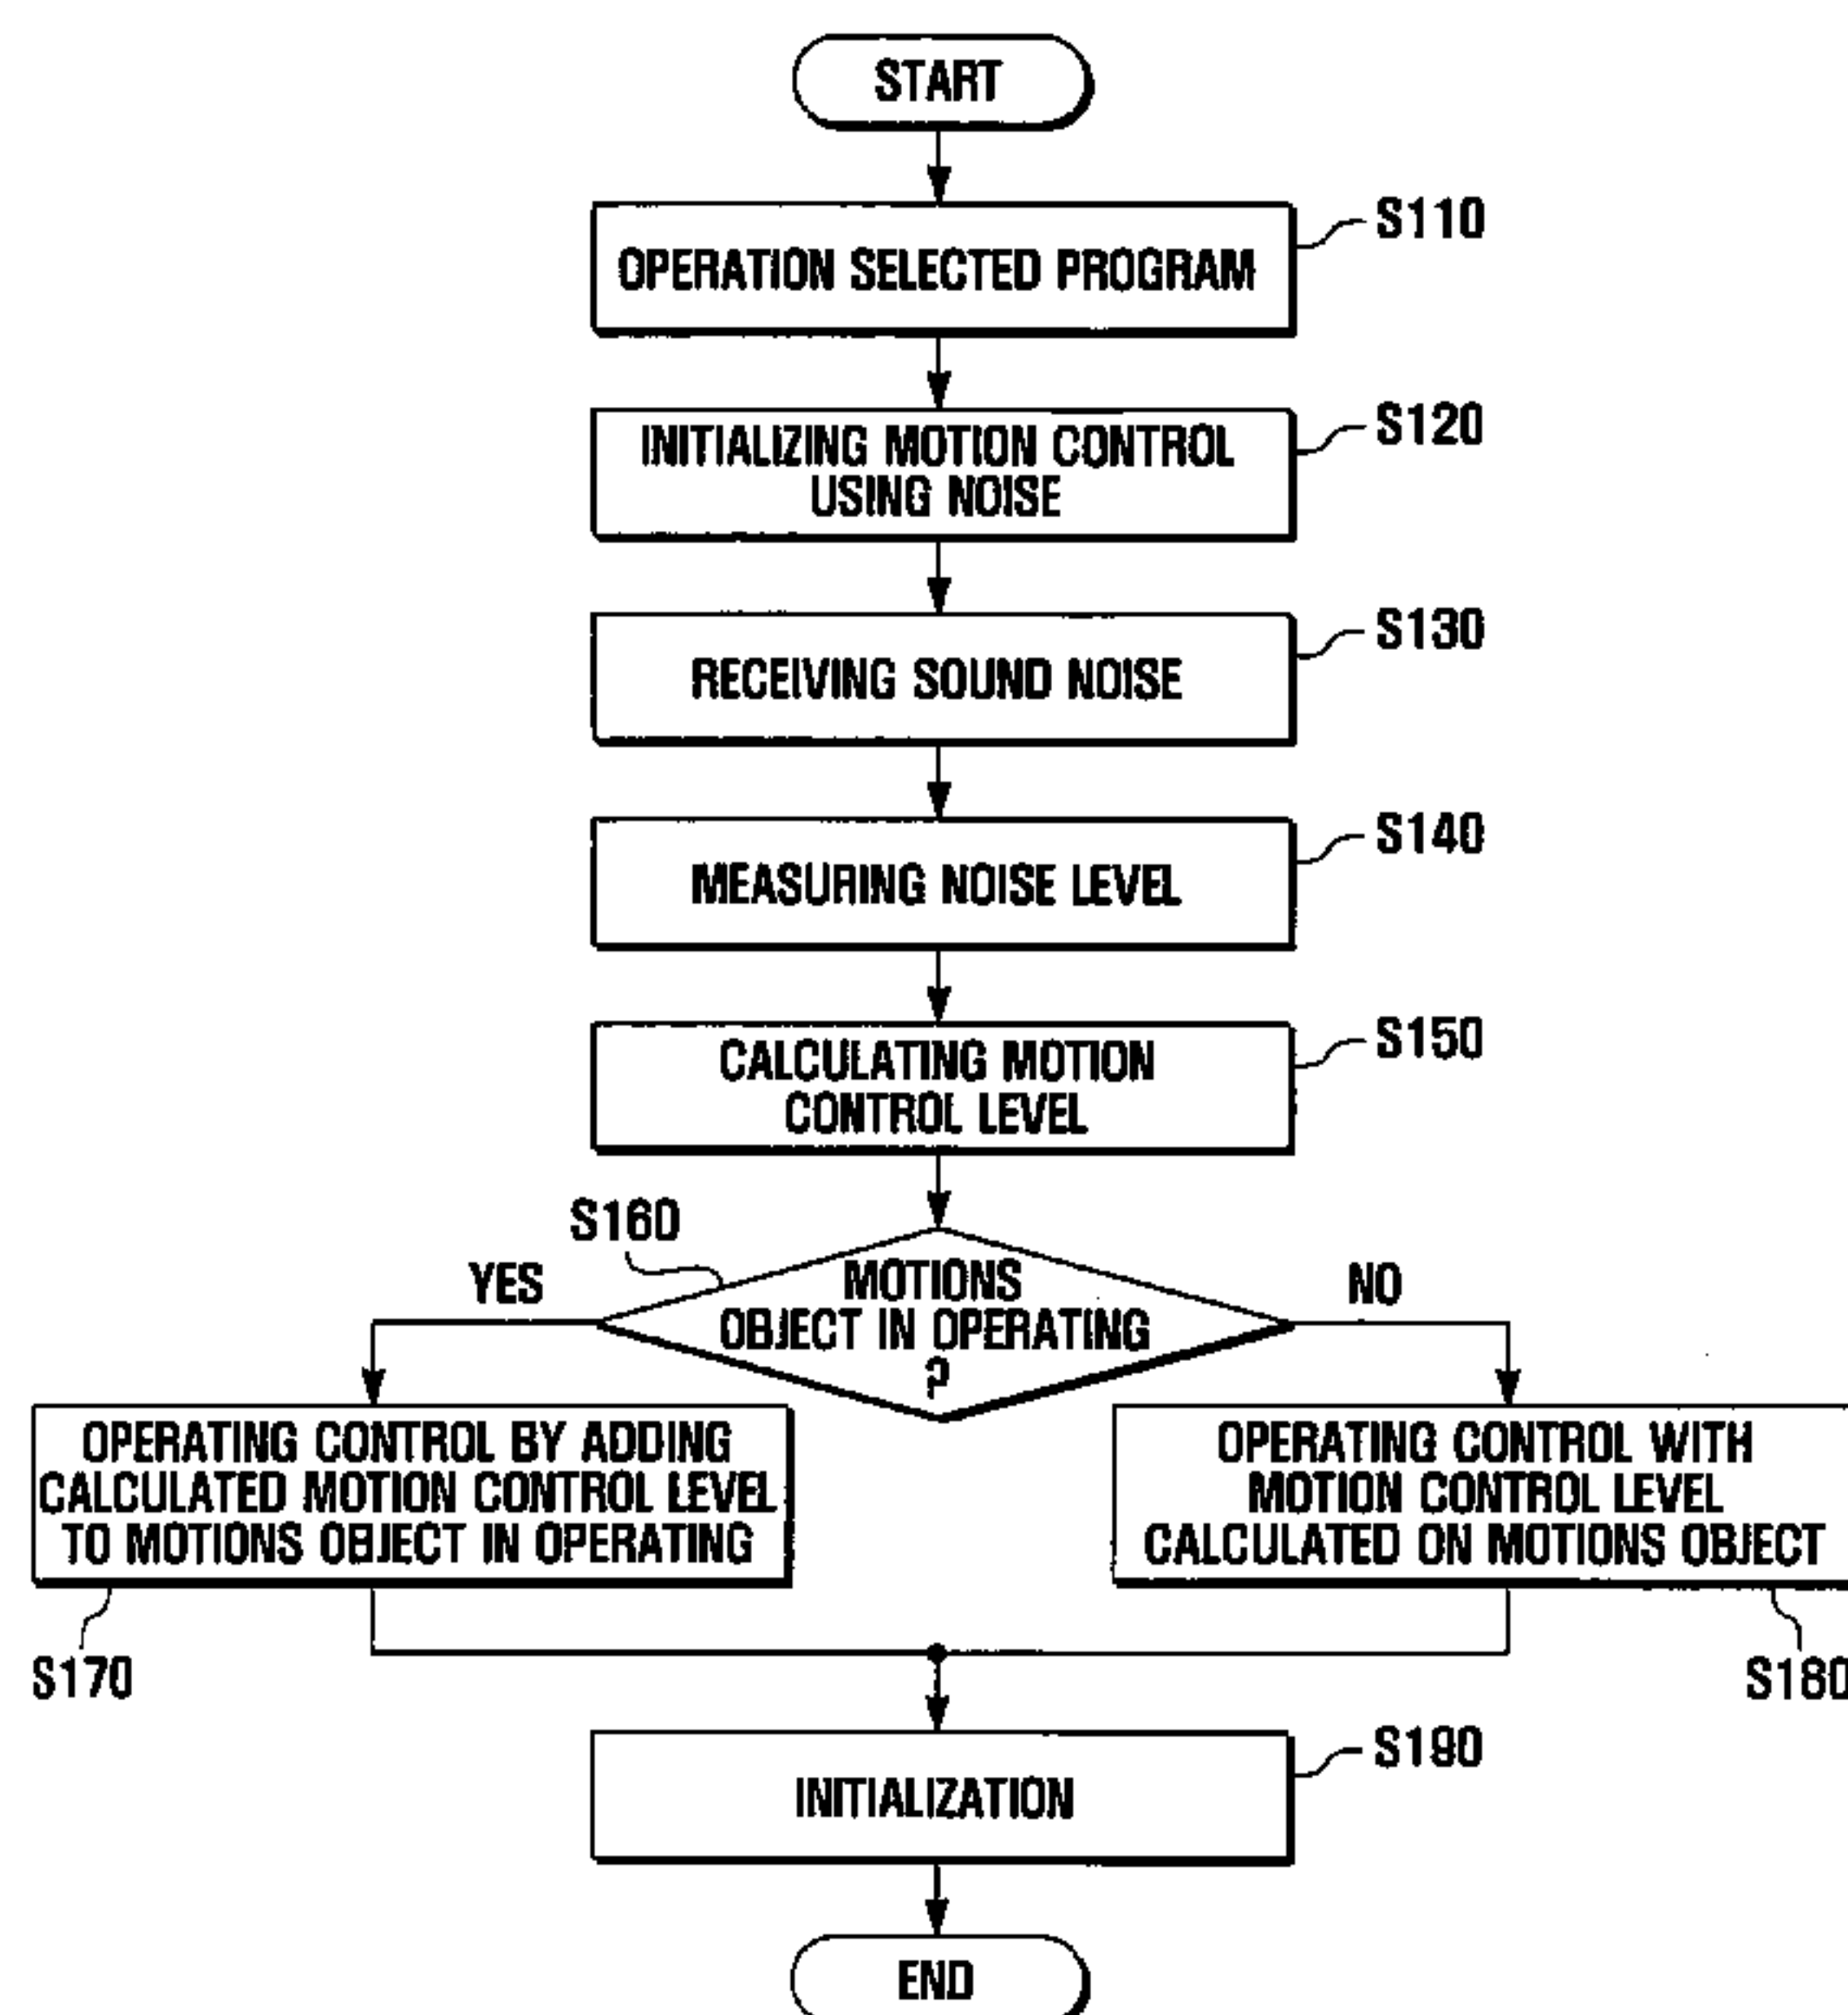 START
OPERATION SELECTED PROGRAM
S110
INITIALIZING MOTION CONTROL
USING NOISE
S120
RECEIVING SOUND NOISE
S130
MEASURING NOISE LEVEL
S140
CALCULATING MOTION
CONTROL LEVEL
S150
S160
YES
MOTIONS
OBJECT IN OPERATING
?
NO
OPERATING CONTROL BY ADDING
CALCULATED MOTION CONTROL LEVEL
TO MOTIONS OBJECT IN OPERATING
S170
OPERATING CONTROL WITH
MOTION CONTROL LEVEL
CALCULATED ON MOTIONS OBJECT
S180
INITIALIZATION
S190
END